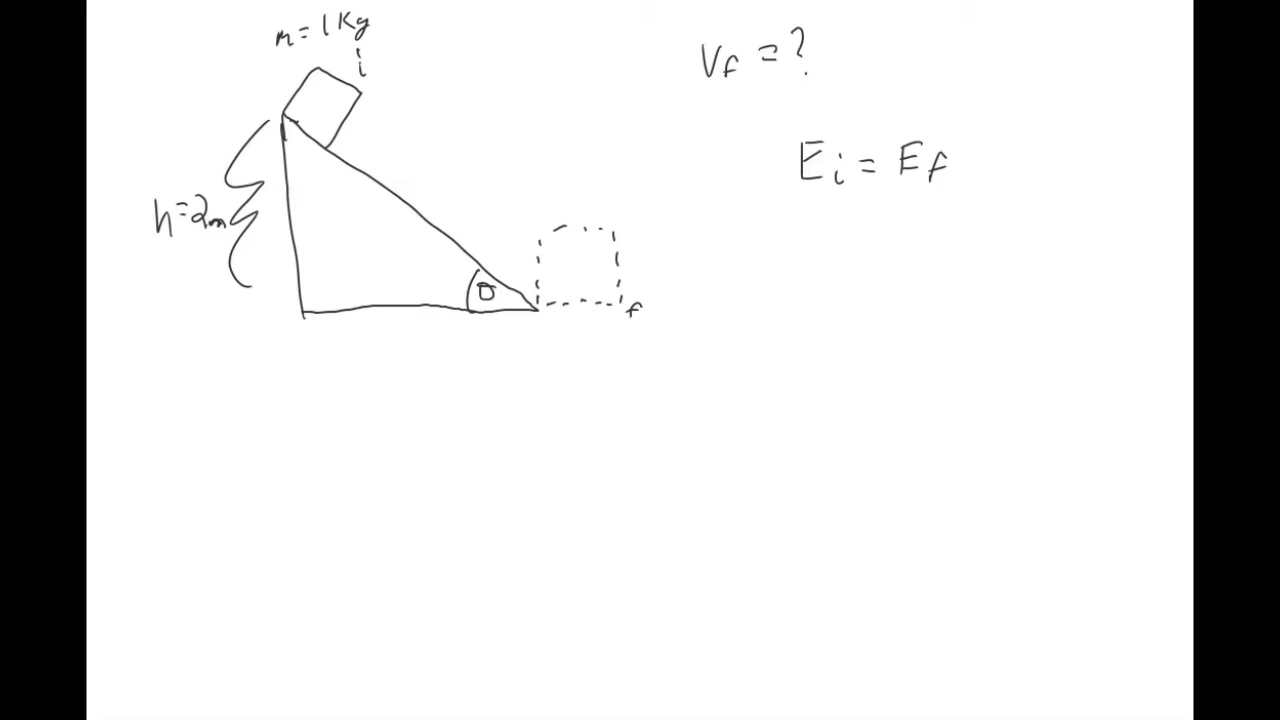 m = 1 Kg
i
h = 2m
θ
f
Vf = ?
Ei = Ef